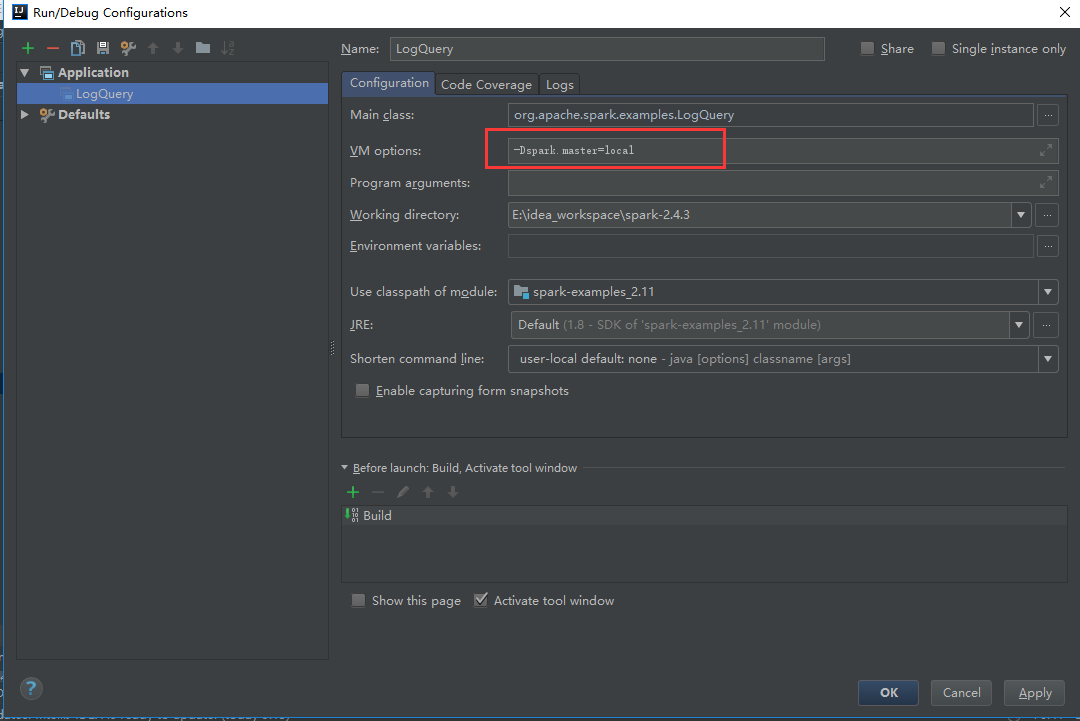 Run/Debug Configurations
Name: LogQuery
Share
Single instance only
Application
LogQuery
Defaults
Configuration
Code Coverage
Logs
Main class: org.apache.spark.examples.LogQuery
VM options: -Dspark.master=local
Program arguments:
Working directory: E:\idea_workspace\spark-2.4.3
Environment variables:
Use classpath of module: spark-examples_2.11
JRE: Default (1.8 - SDK of 'spark-examples_2.11' module)
Shorten command line: user-local default: none - java [options] classname [args]
Enable capturing form snapshots
Before launch: Build, Activate tool window
Build
Show this page
Activate tool window
?
OK
Cancel
Apply